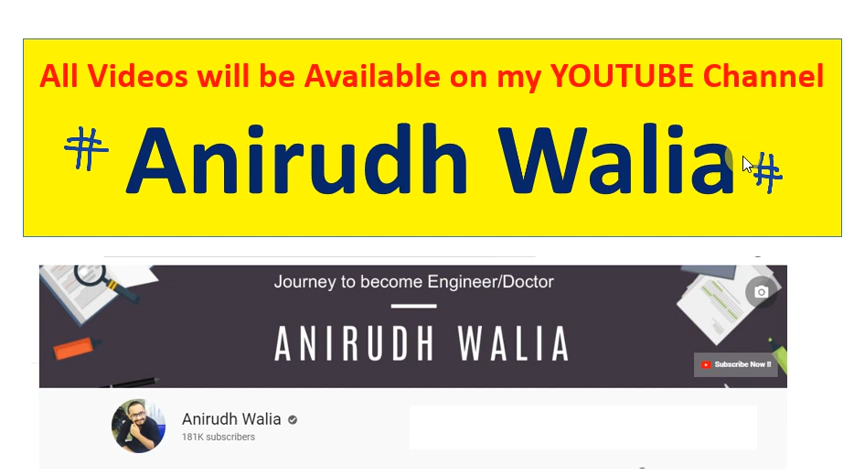 All Videos will be Available on my YOUTUBE Channel
# Anirudh Walia #
Journey to become Engineer/Doctor
ANIRUDH WALIA
Subscribe Now !!
Anirudh Walia
181K subscribers